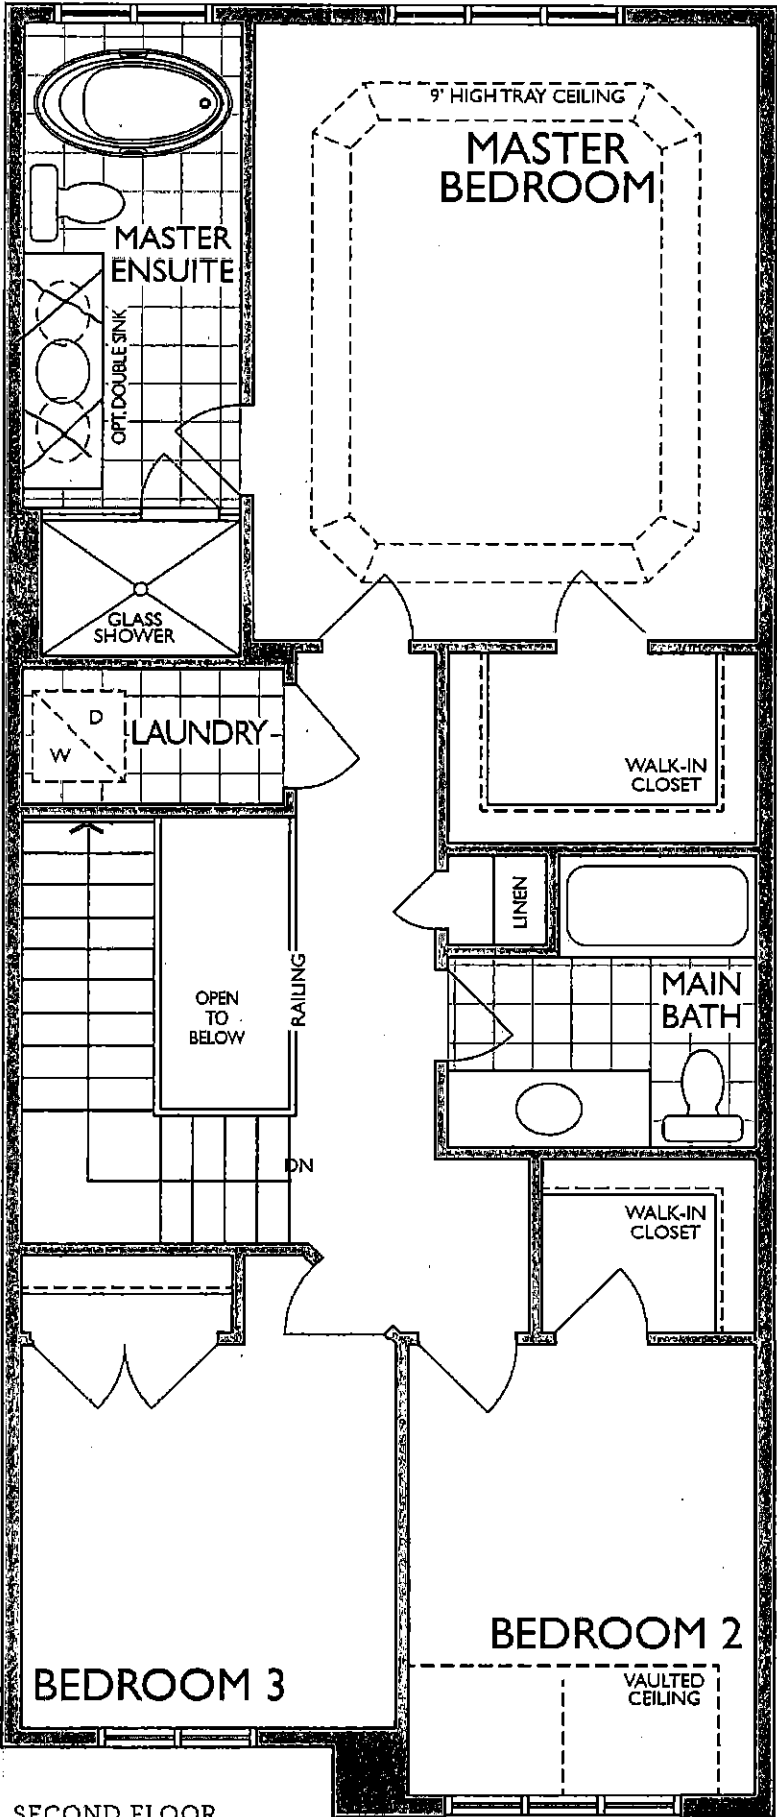 9' HIGH TRAY CEILING
MASTER
BEDROOM
MASTER
ENSUITE
OPT. DOUBLE SINK
GLASS
SHOWER
D
W
LAUNDRY
WALK-IN
CLOSET
LINEN
OPEN
TO
BELOW
RAILING
MAIN
BATH
DN
WALK-IN
CLOSET
BEDROOM 2
VAULTED
CEILING
BEDROOM 3
SECOND FLOOR